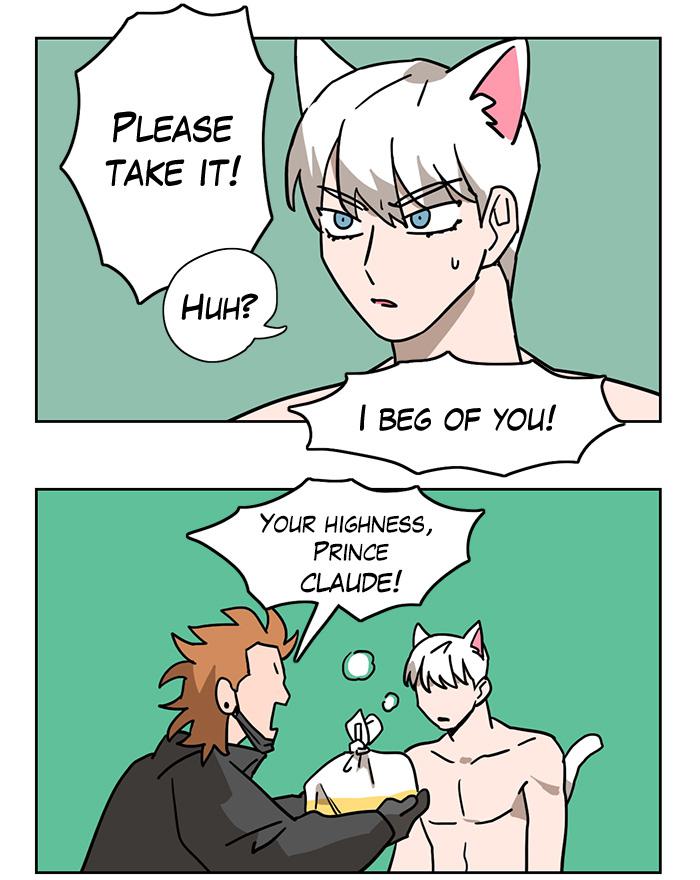 PLEASE
TAKE IT!
HUH?
I BEG OF YOU!
YOUR HIGHNESS,
PRINCE
CLAUDE!